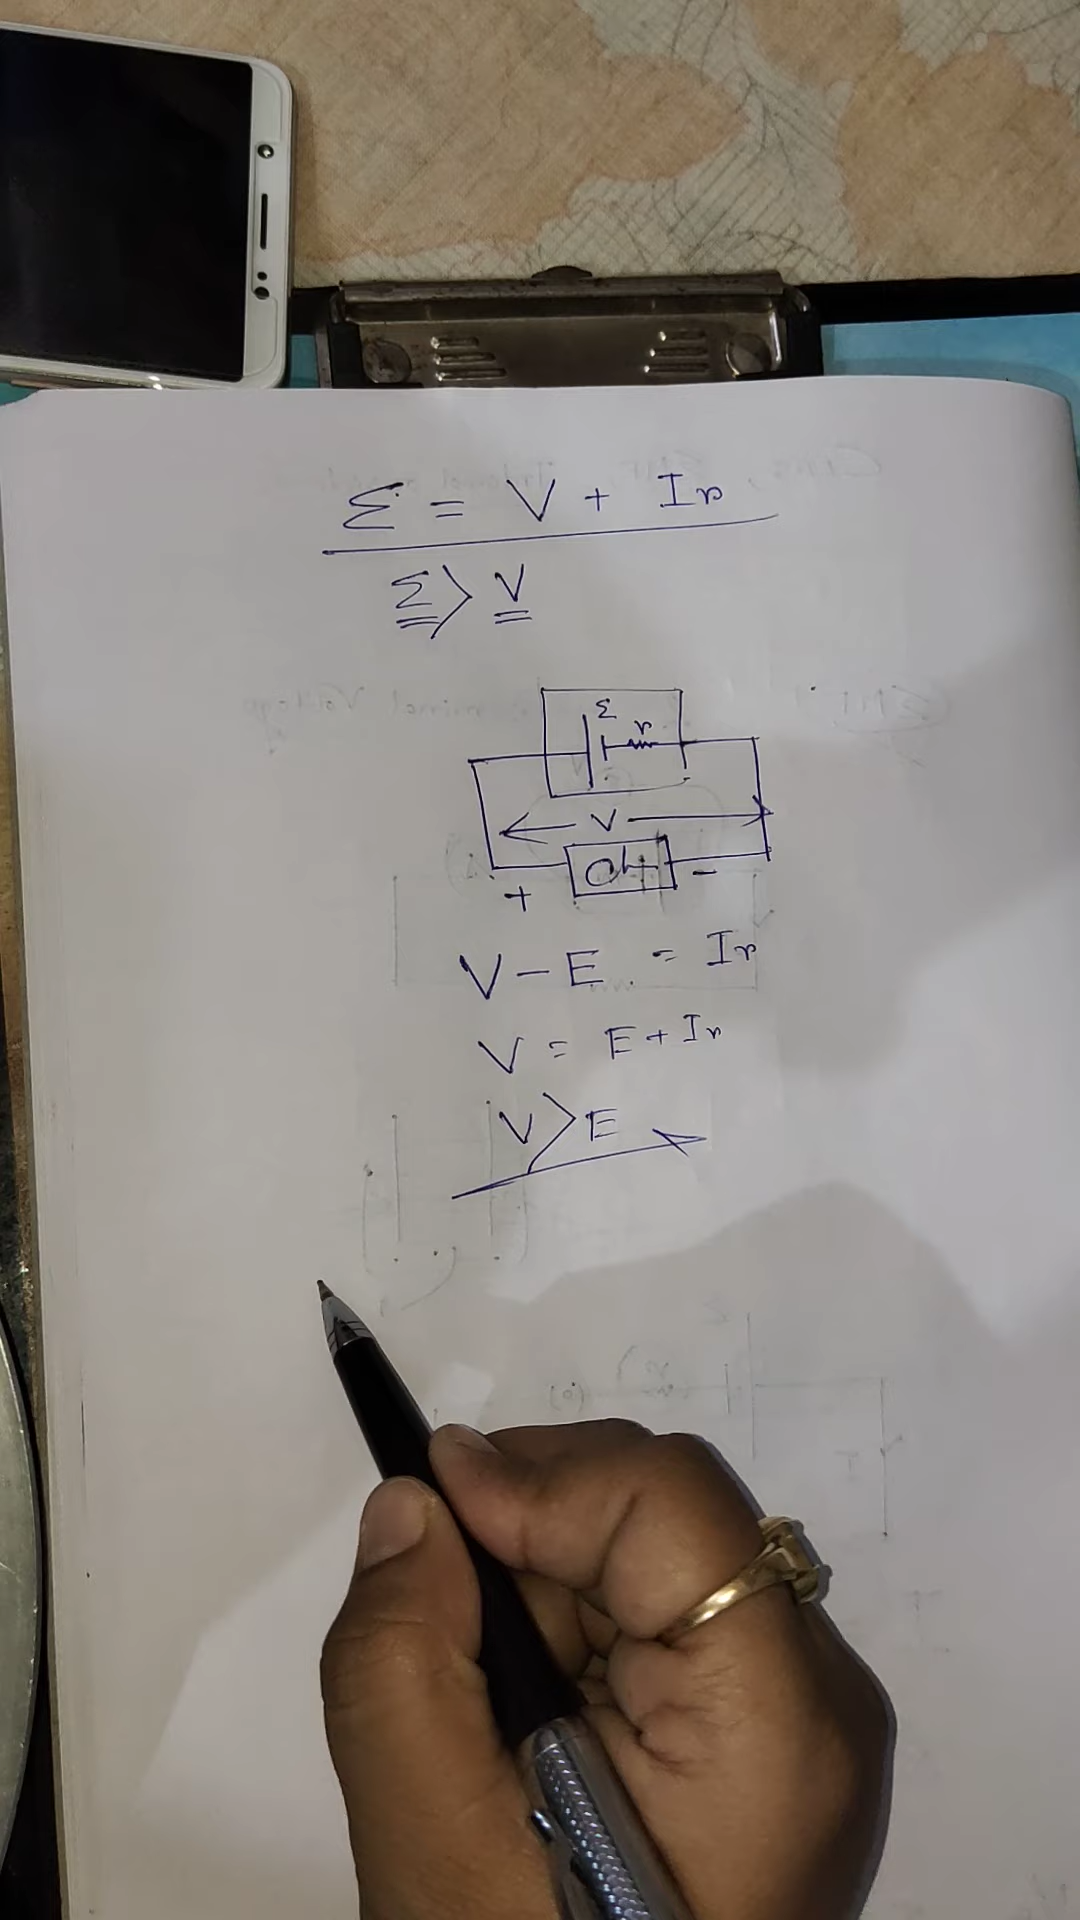 Ɛ = V + Ir
Ɛ > V
Ɛ
r
V
Ch
+ -
V - E = Ir
V = E + Ir
V > E